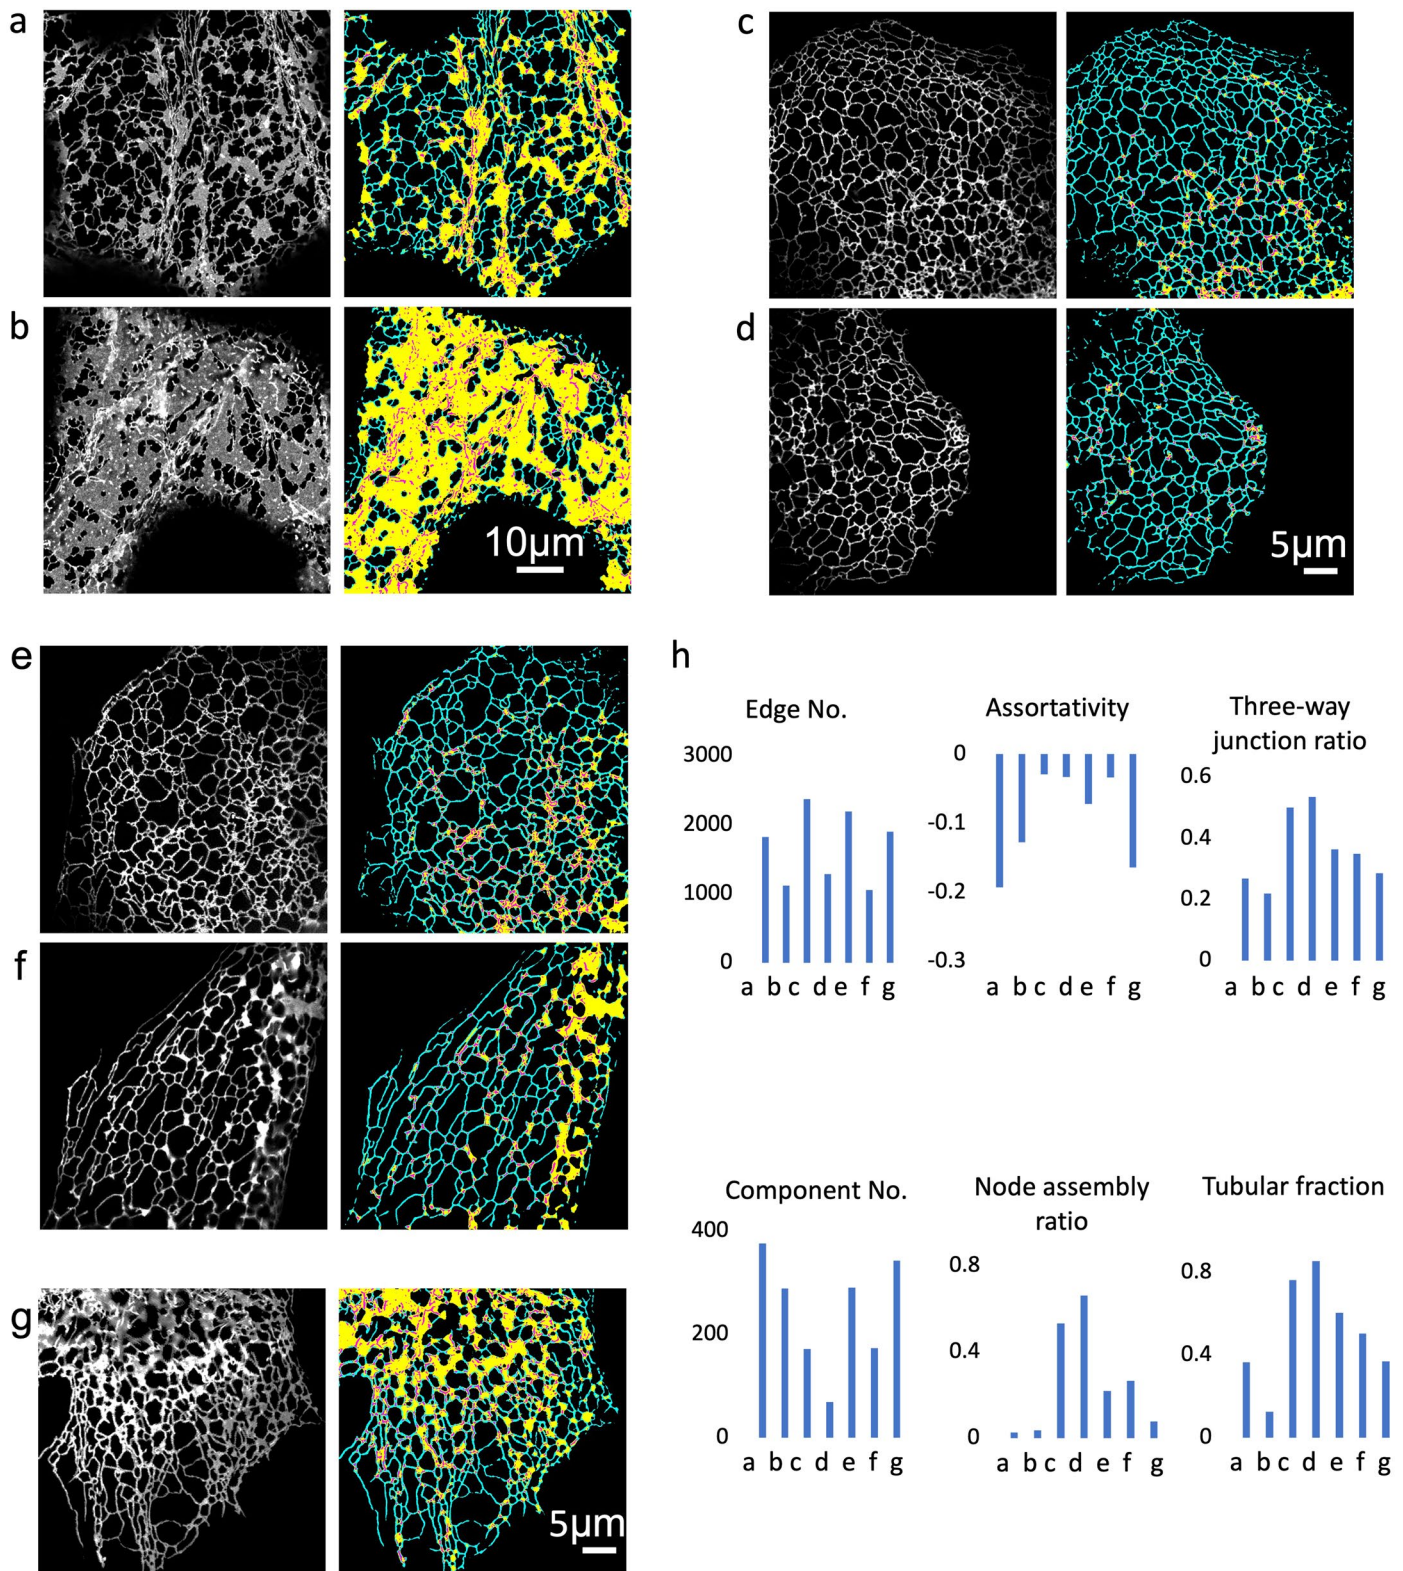 a
c
b
d
10μm
5μm
e
h
Edge No.
Assortativity
Three-way
junction ratio
3000
2000
1000
0
a b c d e f g
0
-0.1
-0.2
-0.3
a b c d e f g
0.6
0.4
0.2
0
a b c d e f g
f
g
5μm
Component No.
Node assembly
ratio
Tubular fraction
400
200
0
a b c d e f g
0.8
0.4
0
a b c d e f g
0.8
0.4
0
a b c d e f g